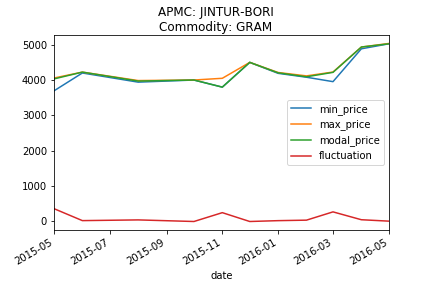 APMC: JINTUR-BORI
Commodity: GRAM
5000
4000
3000
2000
1000
0
min_price
max_price
modal_price
fluctuation
2015-05
2015-07
2015-09
2015-11
2016-01
2016-03
2016-05
date